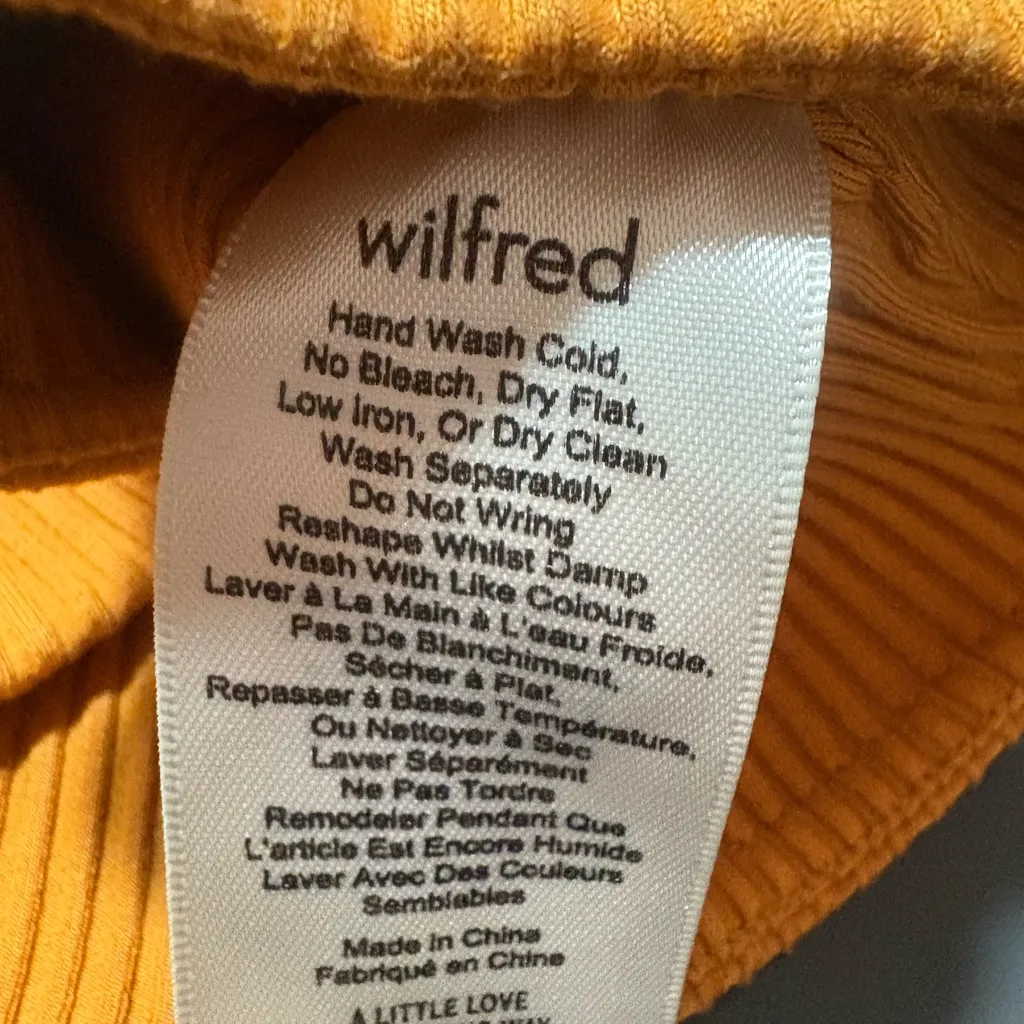 wilfred
Hand Wash Cold,
No Bleach, Dry Flat,
Low Iron, Or Dry Clean
Wash Separately
Do Not Wring
Reshape Whilst Damp
Wash With Like Colours
Laver à La Main à L'eau Froide,
Pas De Blanchiment,
Sécher à Plat,
Repasser à Basse Température,
Ou Nettoyer à Sec
Laver Séparément
Ne Pas Tordre
Remodeler Pendant Que
L'article Est Encore Humide
Laver Avec Des Couleurs
Semblables
Made in China
Fabriqué en Chine
A LITTLE LOVE
WAY